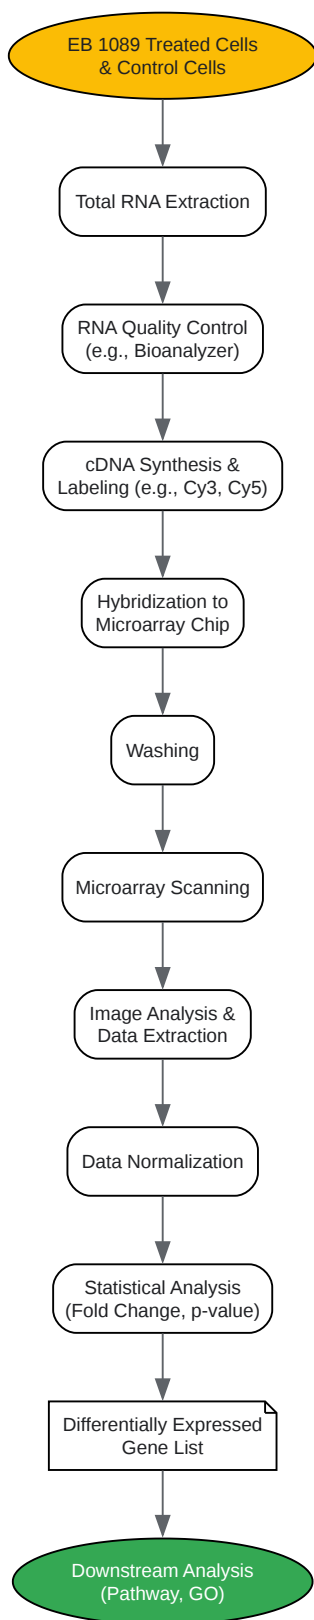 EB 1089 Treated Cells
& Control Cells
Total RNA Extraction
RNA Quality Control
(e.g., Bioanalyzer)
cDNA Synthesis &
Labeling (e.g., Cy3, Cy5)
Hybridization to
Microarray Chip
Washing
Microarray Scanning
Image Analysis &
Data Extraction
Data Normalization
Statistical Analysis
(Fold Change, p-value)
Differentially Expressed
Gene List
Downstream Analysis
(Pathway, GO)